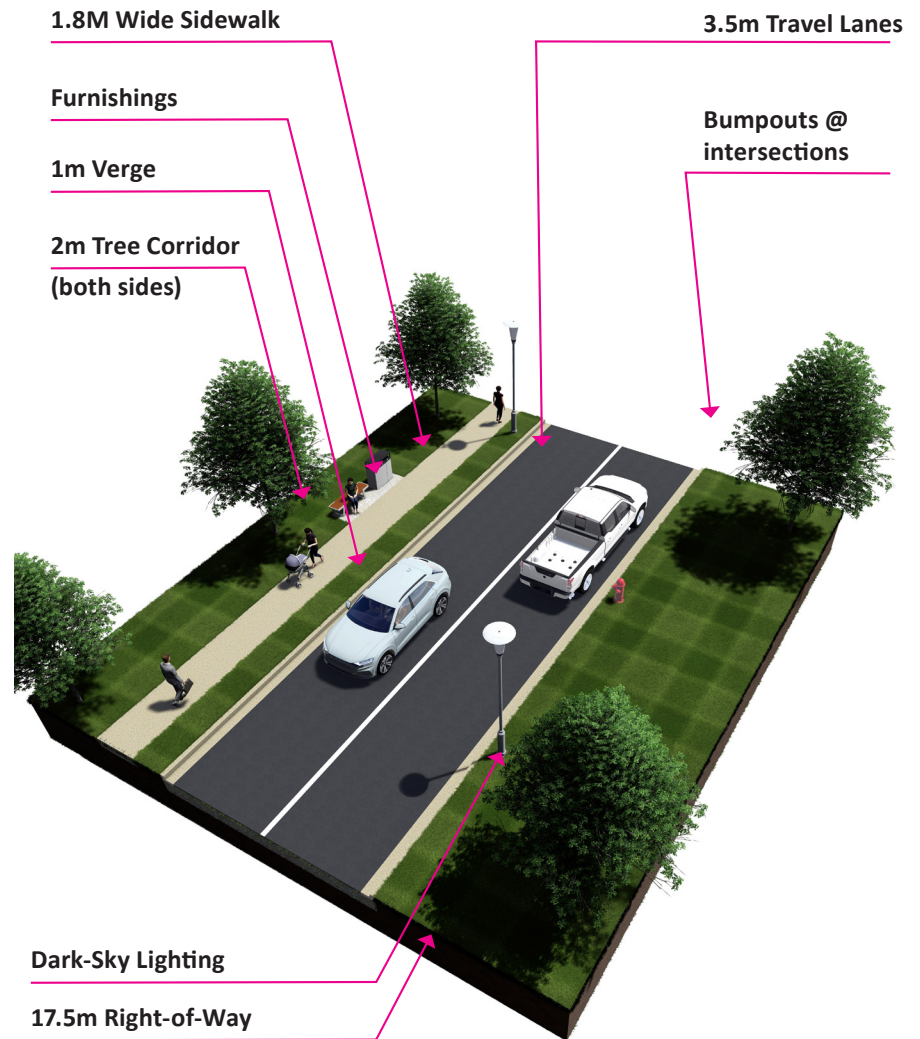 1.8M Wide Sidewalk
3.5m Travel Lanes
Furnishings
Bumpouts @
intersections
1m Verge
2m Tree Corridor
(both sides)
Dark-Sky Lighting
17.5m Right-of-Way